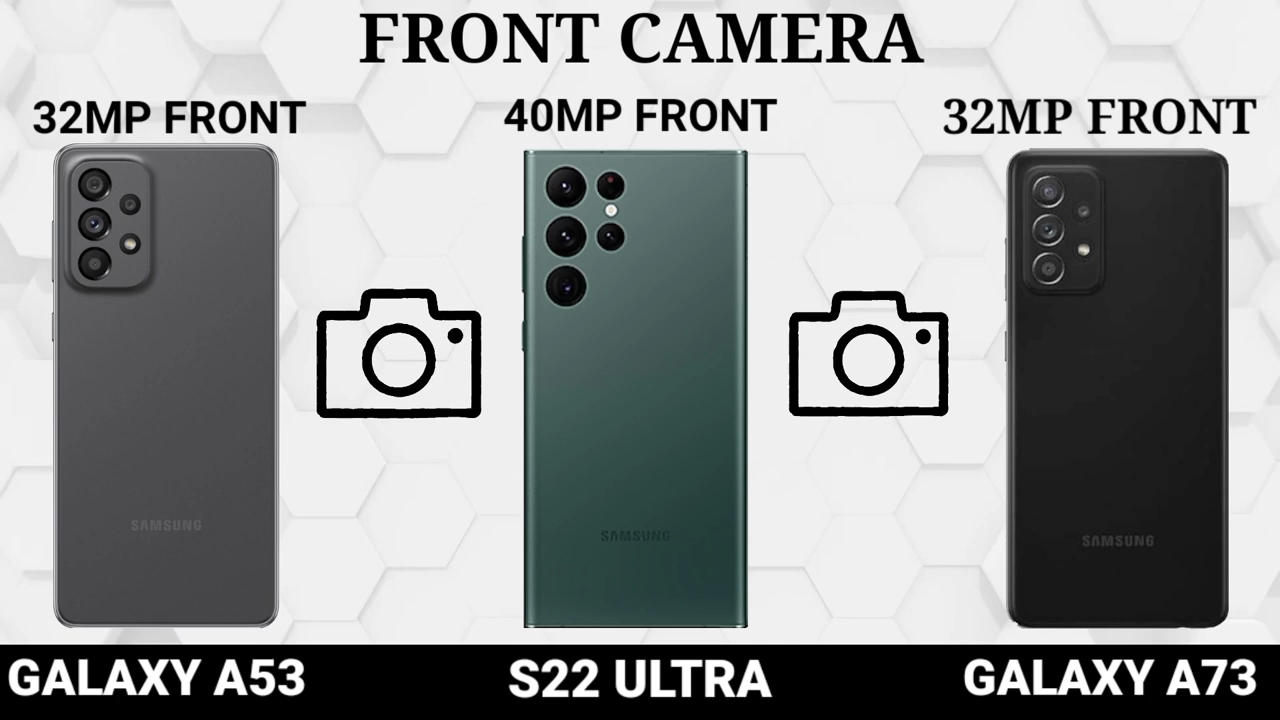 FRONT CAMERA
32MP FRONT
40MP FRONT
32MP FRONT
SAMSUNG
SAMSUNG
SAMSUNG
GALAXY A53
S22 ULTRA
GALAXY A73